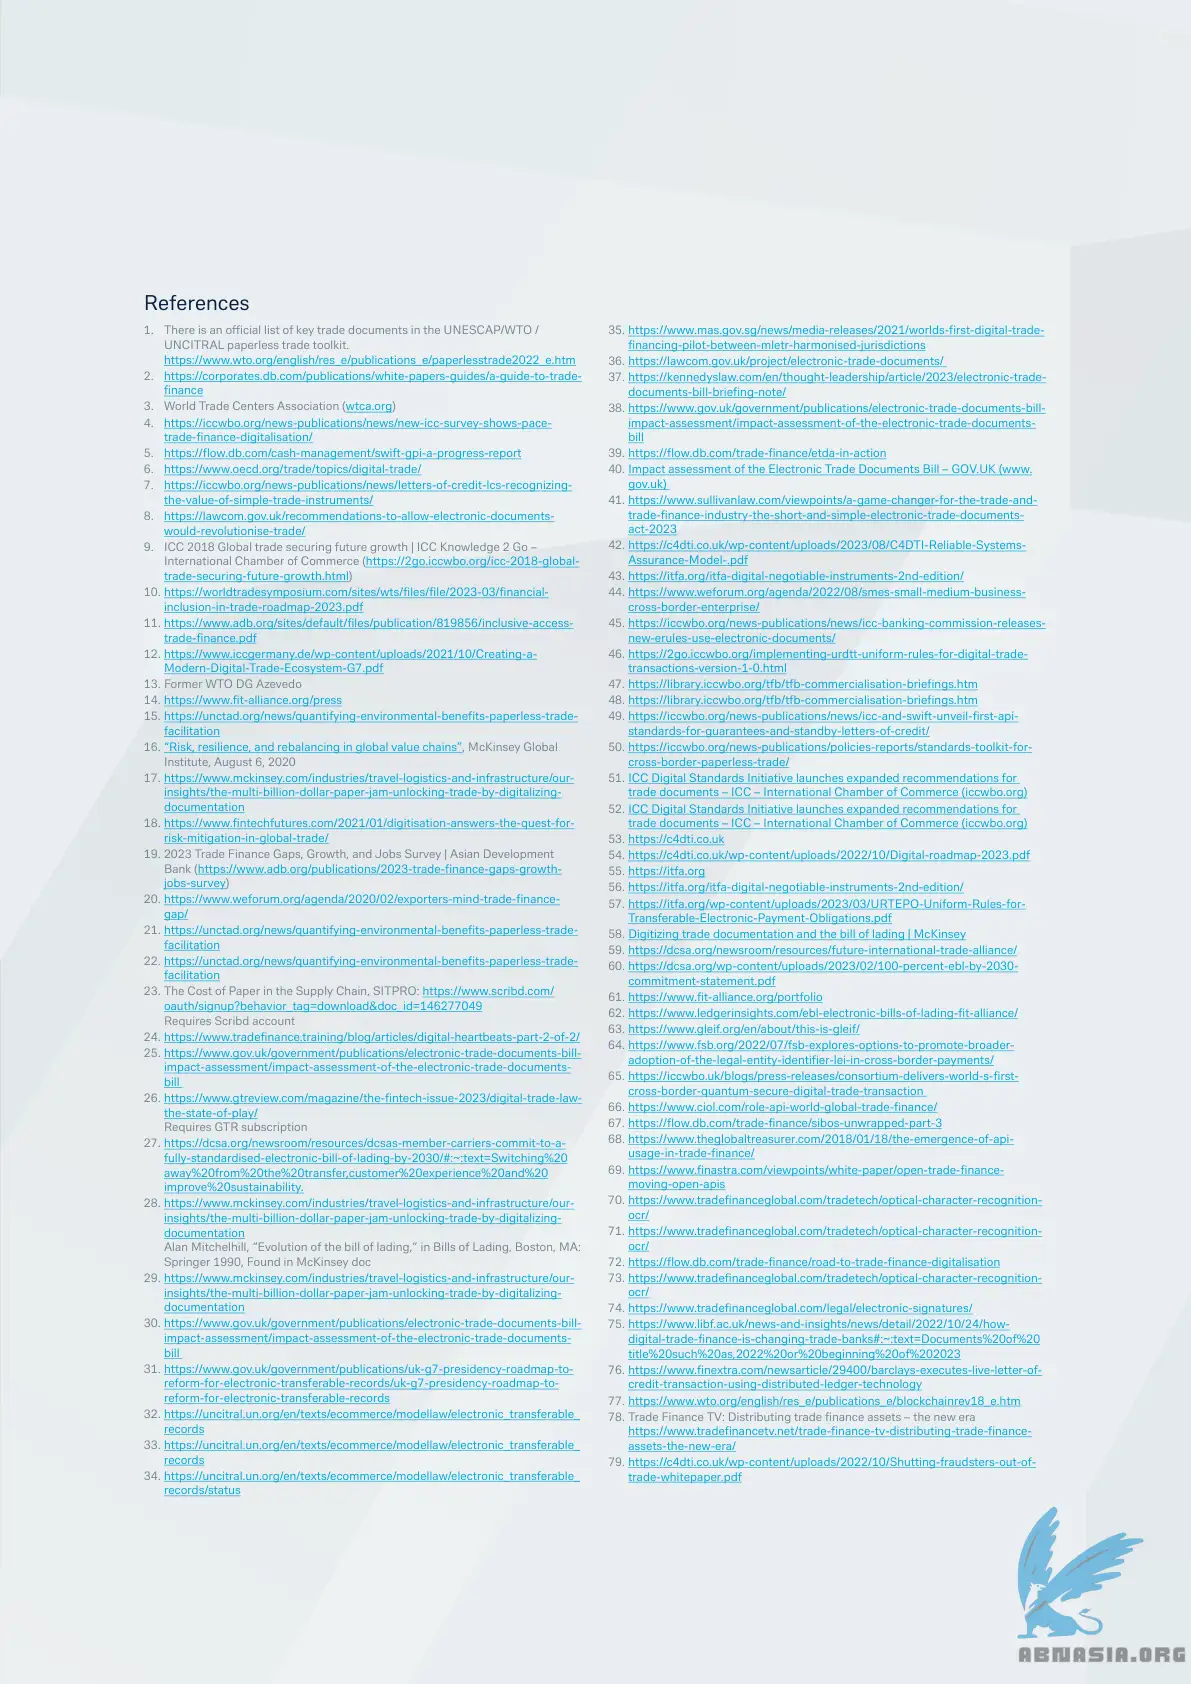 References
1. There is an official list of key trade documents in the UNESCAP/WTO /
UNCITRAL paperless trade toolkit.
https://www.wto.org/english/res_e/publications_e/paperlesstrade2022_e.htm
2. https://corporates.db.com/publications/white-papers-guides/a-guide-to-trade-
finance
3. World Trade Centers Association (wtca.org)
4. https://iccwbo.org/news-publications/news/new-icc-survey-shows-pace-
trade-finance-digitalisation/
5. https://flow.db.com/cash-management/swift-gpi-a-progress-report
6. https://www.oecd.org/trade/topics/digital-trade/
7. https://iccwbo.org/news-publications/news/letters-of-credit-lcs-recognizing-
the-value-of-simple-trade-instruments/
8. https://lawcom.gov.uk/recommendations-to-allow-electronic-documents-
would-revolutionise-trade/
9. ICC 2018 Global trade securing future growth | ICC Knowledge 2 Go –
International Chamber of Commerce (https://2go.iccwbo.org/icc-2018-global-
trade-securing-future-growth.html)
10. https://worldtradesymposium.com/sites/wts/files/file/2023-03/financial-
inclusion-in-trade-roadmap-2023.pdf
11. https://www.adb.org/sites/default/files/publication/819856/inclusive-access-
trade-finance.pdf
12. https://www.iccgermany.de/wp-content/uploads/2021/10/Creating-a-
Modern-Digital-Trade-Ecosystem-G7.pdf
13. Former WTO DG Azevedo
14. https://www.fit-alliance.org/press
15. https://unctad.org/news/quantifying-environmental-benefits-paperless-trade-
facilitation
16. “Risk, resilience, and rebalancing in global value chains”, McKinsey Global
Institute, August 6, 2020
17. https://www.mckinsey.com/industries/travel-logistics-and-infrastructure/our-
insights/the-multi-billion-dollar-paper-jam-unlocking-trade-by-digitalizing-
documentation
18. https://www.fintechfutures.com/2021/01/digitisation-answers-the-quest-for-
risk-mitigation-in-global-trade/
19. 2023 Trade Finance Gaps, Growth, and Jobs Survey | Asian Development
Bank (https://www.adb.org/publications/2023-trade-finance-gaps-growth-
jobs-survey)
20. https://www.weforum.org/agenda/2020/02/exporters-mind-trade-finance-
gap/
21. https://unctad.org/news/quantifying-environmental-benefits-paperless-trade-
facilitation
22. https://unctad.org/news/quantifying-environmental-benefits-paperless-trade-
facilitation
23. The Cost of Paper in the Supply Chain, SITPRO: https://www.scribd.com/
oauth/signup?behavior_tag=download&doc_id=146277049
Requires Scribd account
24. https://www.tradefinance.training/blog/articles/digital-heartbeats-part-2-of-2/
25. https://www.gov.uk/government/publications/electronic-trade-documents-bill-
impact-assessment/impact-assessment-of-the-electronic-trade-documents-
bill
26. https://www.gtreview.com/magazine/the-fintech-issue-2023/digital-trade-law-
the-state-of-play/
Requires GTR subscription
27. https://dcsa.org/newsroom/resources/dcsas-member-carriers-commit-to-a-
fully-standardised-electronic-bill-of-lading-by-2030/#:~:text=Switching%20
away%20from%20the%20transfer,customer%20experience%20and%20
improve%20sustainability.
28. https://www.mckinsey.com/industries/travel-logistics-and-infrastructure/our-
insights/the-multi-billion-dollar-paper-jam-unlocking-trade-by-digitalizing-
documentation
Alan Mitchelhill, “Evolution of the bill of lading,” in Bills of Lading, Boston, MA:
Springer 1990, Found in McKinsey doc
29. https://www.mckinsey.com/industries/travel-logistics-and-infrastructure/our-
insights/the-multi-billion-dollar-paper-jam-unlocking-trade-by-digitalizing-
documentation
30. https://www.gov.uk/government/publications/electronic-trade-documents-bill-
impact-assessment/impact-assessment-of-the-electronic-trade-documents-
bill
31. https://www.gov.uk/government/publications/uk-g7-presidency-roadmap-to-
reform-for-electronic-transferable-records/uk-g7-presidency-roadmap-to-
reform-for-electronic-transferable-records
32. https://uncitral.un.org/en/texts/ecommerce/modellaw/electronic_transferable_
records
33. https://uncitral.un.org/en/texts/ecommerce/modellaw/electronic_transferable_
records
34. https://uncitral.un.org/en/texts/ecommerce/modellaw/electronic_transferable_
records/status
35. https://www.mas.gov.sg/news/media-releases/2021/worlds-first-digital-trade-
financing-pilot-between-mletr-harmonised-jurisdictions
36. https://lawcom.gov.uk/project/electronic-trade-documents/
37. https://kennedyslaw.com/en/thought-leadership/article/2023/electronic-trade-
documents-bill-briefing-note/
38. https://www.gov.uk/government/publications/electronic-trade-documents-bill-
impact-assessment/impact-assessment-of-the-electronic-trade-documents-
bill
39. https://flow.db.com/trade-finance/etda-in-action
40. Impact assessment of the Electronic Trade Documents Bill – GOV.UK (www.
gov.uk)
41. https://www.sullivanlaw.com/viewpoints/a-game-changer-for-the-trade-and-
trade-finance-industry-the-short-and-simple-electronic-trade-documents-
act-2023
42. https://c4dti.co.uk/wp-content/uploads/2023/08/C4DTI-Reliable-Systems-
Assurance-Model-.pdf
43. https://itfa.org/itfa-digital-negotiable-instruments-2nd-edition/
44. https://www.weforum.org/agenda/2022/08/smes-small-medium-business-
cross-border-enterprise/
45. https://iccwbo.org/news-publications/news/icc-banking-commission-releases-
new-erules-use-electronic-documents/
46. https://2go.iccwbo.org/implementing-urdtt-uniform-rules-for-digital-trade-
transactions-version-1-0.html
47. https://library.iccwbo.org/tfb/tfb-commercialisation-briefings.htm
48. https://library.iccwbo.org/tfb/tfb-commercialisation-briefings.htm
49. https://iccwbo.org/news-publications/news/icc-and-swift-unveil-first-api-
standards-for-guarantees-and-standby-letters-of-credit/
50. https://iccwbo.org/news-publications/policies-reports/standards-toolkit-for-
cross-border-paperless-trade/
51. ICC Digital Standards Initiative launches expanded recommendations for
trade documents – ICC – International Chamber of Commerce (iccwbo.org)
52. ICC Digital Standards Initiative launches expanded recommendations for
trade documents – ICC – International Chamber of Commerce (iccwbo.org)
53. https://c4dti.co.uk
54. https://c4dti.co.uk/wp-content/uploads/2022/10/Digital-roadmap-2023.pdf
55. https://itfa.org
56. https://itfa.org/itfa-digital-negotiable-instruments-2nd-edition/
57. https://itfa.org/wp-content/uploads/2023/03/URTEPO-Uniform-Rules-for-
Transferable-Electronic-Payment-Obligations.pdf
58. Digitizing trade documentation and the bill of lading | McKinsey
59. https://dcsa.org/newsroom/resources/future-international-trade-alliance/
60. https://dcsa.org/wp-content/uploads/2023/02/100-percent-ebl-by-2030-
commitment-statement.pdf
61. https://www.fit-alliance.org/portfolio
62. https://www.ledgerinsights.com/ebl-electronic-bills-of-lading-fit-alliance/
63. https://www.gleif.org/en/about/this-is-gleif/
64. https://www.fsb.org/2022/07/fsb-explores-options-to-promote-broader-
adoption-of-the-legal-entity-identifier-lei-in-cross-border-payments/
65. https://iccwbo.uk/blogs/press-releases/consortium-delivers-world-s-first-
cross-border-quantum-secure-digital-trade-transaction
66. https://www.ciol.com/role-api-world-global-trade-finance/
67. https://flow.db.com/trade-finance/sibos-unwrapped-part-3
68. https://www.theglobaltreasurer.com/2018/01/18/the-emergence-of-api-
usage-in-trade-finance/
69. https://www.finastra.com/viewpoints/white-paper/open-trade-finance-
moving-open-apis
70. https://www.tradefinanceglobal.com/tradetech/optical-character-recognition-
ocr/
71. https://www.tradefinanceglobal.com/tradetech/optical-character-recognition-
ocr/
72. https://flow.db.com/trade-finance/road-to-trade-finance-digitalisation
73. https://www.tradefinanceglobal.com/tradetech/optical-character-recognition-
ocr/
74. https://www.tradefinanceglobal.com/legal/electronic-signatures/
75. https://www.libf.ac.uk/news-and-insights/news/detail/2022/10/24/how-
digital-trade-finance-is-changing-trade-banks#:~:text=Documents%20of%20
title%20such%20as,2022%20or%20beginning%20of%202023
76. https://www.finextra.com/newsarticle/29400/barclays-executes-live-letter-of-
credit-transaction-using-distributed-ledger-technology
77. https://www.wto.org/english/res_e/publications_e/blockchainrev18_e.htm
78. Trade Finance TV: Distributing trade finance assets – the new era
https://www.tradefinancetv.net/trade-finance-tv-distributing-trade-finance-
assets-the-new-era/
79. https://c4dti.co.uk/wp-content/uploads/2022/10/Shutting-fraudsters-out-of-
trade-whitepaper.pdf
ABNASIA.ORG